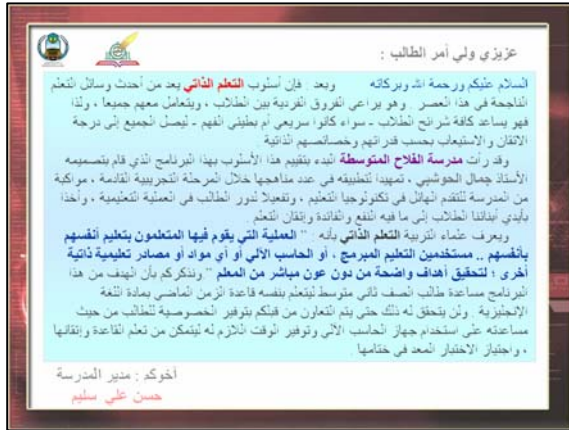 عزيزي ولي أمر الطالب :
السلام عليكم ورحمة الله وبركاته وبعد : فإن أسلوب التعلم الذاتي يعد من أحدث وسائل التعلم
الناجحة في هذا العصر . وهو يراعي الفروق الفردية بين الطلاب ، ويتعامل معهم جميعا ، ولذا
فهو يساعد كافة شرائح الطلاب - سواء كانوا سريعي أم بطيئي الفهم - ليصل الجميع إلى درجة
الاتقان والاستيعاب بحسب قدراتهم وخصائصهم الذاتية .
وقد رأت مدرسة الفلاح المتوسطة البدء بتقييم هذا الأسلوب بهذا البرنامج الذي قام بتصميمه
الأستاذ جمال الحوشبي ، تمهيدا لتطبيقه في عدد مناهجها خلال المرحلة التجريبية القادمة ، مواكبة
من المدرسة للتقدم الهائل في تكنولوجيا التعليم ، وتفعيلا لدور الطالب في العملية التعليمية ، وأخذا
بأيدي أبنائنا الطلاب إلى ما فيه النفع والفائدة وإتقان التعلم .
ويعرف علماء التربية التعلم الذاتي بأنه : " العملية التي يقوم فيها المتعلمون بتعليم أنفسهم
بأنفسهم .. مستخدمين التعليم المبرمج ، أو الحاسب الآلي أو أي مواد أو مصادر تعليمية ذاتية
أخرى ؛ لتحقيق أهداف واضحة من دون عون مباشر من المعلم " ونذكركم بأن الهدف من هذا
البرنامج مساعدة طالب الصف ثاني متوسط ليتعلم بنفسه قاعدة الزمن الماضي بمادة اللغة
الإنجليزية . ولن يتحقق له ذلك حتى يتم التعاون من قبلكم بتوفير الخصوصية للطالب من حيث
مساعدته على استخدام جهاز الحاسب الآلي وتوفير الوقت اللازم له ليتمكن من تعلم القاعدة وإتقانها
، واجتياز الاختبار المعد في ختامها .
أخوكم : مدير المدرسة
حسن علي سليم